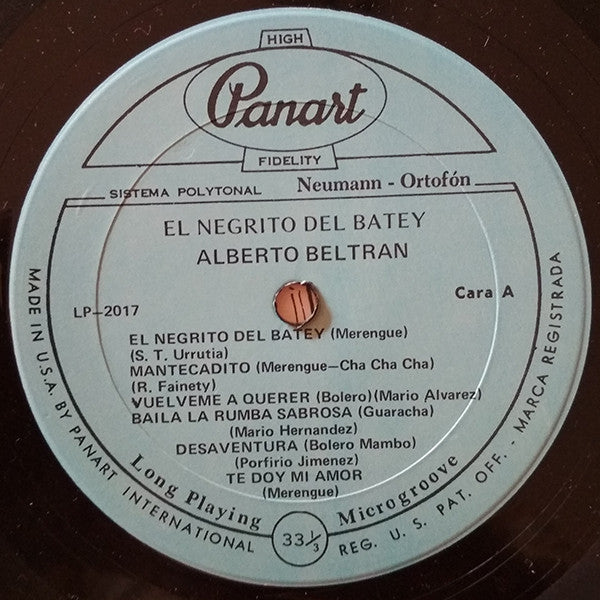 HIGH
Panart
FIDELITY
SISTEMA POLYTONAL Neumann - Ortofón
EL NEGRITO DEL BATEY
ALBERTO BELTRAN
LP-2017
Cara A
EL NEGRITO DEL BATEY (Merengue)
(S. T. Urrutia)
MANTECADITO (Merengue-Cha Cha Cha)
(R. Fainety)
VUELVEME A QUERER (Bolero)(Mario Alvarez)
BAILA LA RUMBA SABROSA (Guaracha)
(Mario Hernandez)
DESAVENTURA (Bolero Mambo)
(Porfirio Jimenez)
TE DOY MI AMOR
(Merengue)
Long Playing 33⅓ Microgroove
MADE IN U.S.A. BY PANART INTERNATIONAL
REG. U. S. PAT. OFF. - MARCA REGISTRADA